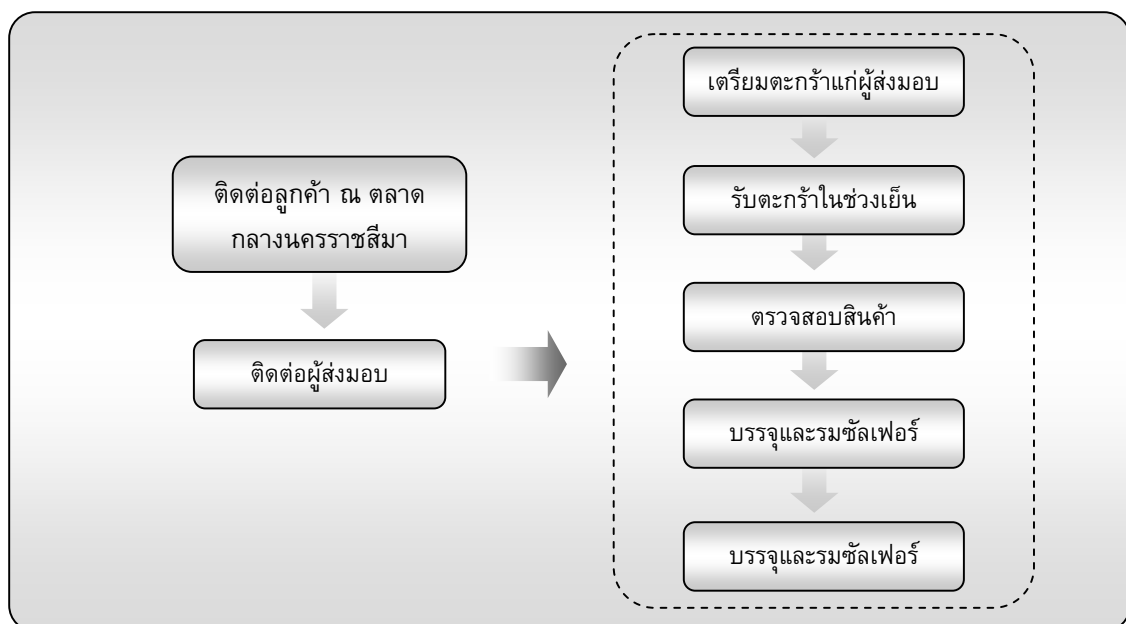 ติดต่อลูกค้า ณ ตลาด
กลางนครราชสีมา
ติดต่อผู้ส่งมอบ
เตรียมตะกร้าแก่ผู้ส่งมอบ
รับตะกร้าในช่วงเย็น
ตรวจสอบสินค้า
บรรจุและรมซัลเฟอร์
บรรจุและรมซัลเฟอร์